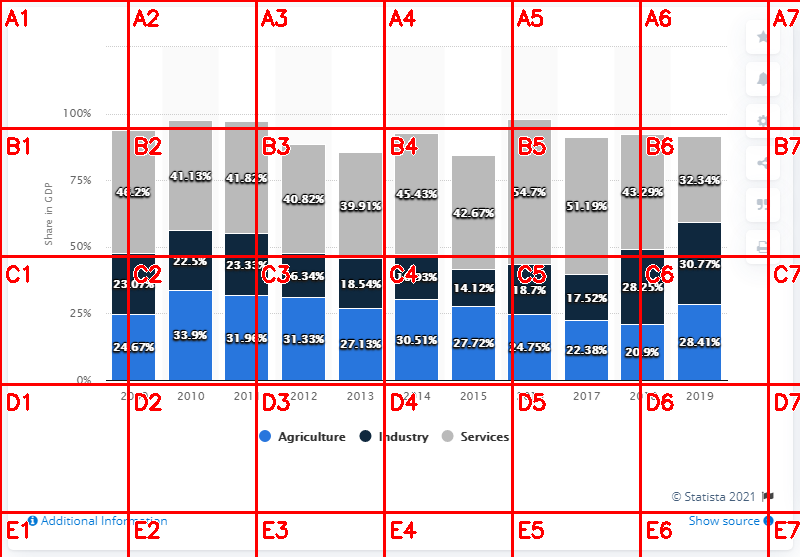 A1 A2 A3 A4 A5 A6 A7
100%
B1 B2 B3 B4 B5 B6 B7
41.13% 41.82% 40.82% 39.91% 45.43% 42.67% 54.7% 51.19% 43.29% 32.34%
75%
46.2%
Share in GDP
50%
C1 C2 C3 C4 C5 C6 C7
23.07% 22.5% 23.33% 18.54% 14.12% 18.7% 17.52% 28.25% 30.77%
25%
24.67% 33.9% 31.96% 31.33% 27.13% 30.51% 27.72% 24.75% 22.38% 20.9% 28.41%
0%
2010 2011 2012 2013 2014 2015 2017 2018 2019
D1 D2 D3 D4 D5 D6 D7
Agriculture Industry Services
© Statista 2021
Additional Information Show source
E1 E2 E3 E4 E5 E6 E7